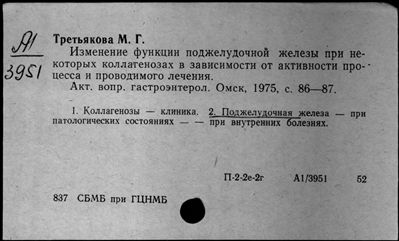 А1
3951
Третьякова М. Г.
Изменение функции поджелудочной железы при не-
которых коллагенозах в зависимости от активности про-
цесса и проводимого лечения.
Акт. вопр. гастроэнтерол. Омск, 1975, с. 86—87.
1. Коллагенозы — клиника. 2. Поджелудочная железа — при
патологических состояниях — — при внутренних болезнях.
П-2-2е-2г А1/3951 52
837 СБМБ при ГЦНМБ